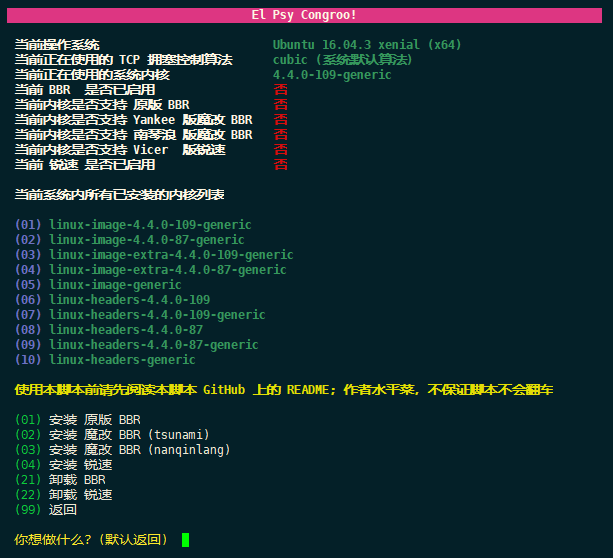 El Psy Congroo!
当前操作系统 Ubuntu 16.04.3 xenial (x64)
当前正在使用的 TCP 拥塞控制算法 cubic (系统默认算法)
当前正在使用的系统内核 4.4.0-109-generic
当前 BBR 是否已启用 否
当前内核是否支持 原版 BBR 否
当前内核是否支持 Yankee 版魔改 BBR 否
当前内核是否支持 南琴浪 版魔改 BBR 否
当前内核是否支持 Vicer 版锐速 否
当前 锐速 是否已启用 否
当前系统内所有已安装的内核列表
(01) linux-image-4.4.0-109-generic
(02) linux-image-4.4.0-87-generic
(03) linux-image-extra-4.4.0-109-generic
(04) linux-image-extra-4.4.0-87-generic
(05) linux-image-generic
(06) linux-headers-4.4.0-109
(07) linux-headers-4.4.0-109-generic
(08) linux-headers-4.4.0-87
(09) linux-headers-4.4.0-87-generic
(10) linux-headers-generic
使用本脚本前请先阅读本脚本 GitHub 上的 README; 作者水平菜, 不保证脚本不会翻车
(01) 安装 原版 BBR
(02) 安装 魔改 BBR (tsunami)
(03) 安装 魔改 BBR (nanqinlang)
(04) 安装 锐速
(21) 卸载 BBR
(22) 卸载 锐速
(99) 返回
你想做什么? (默认返回)